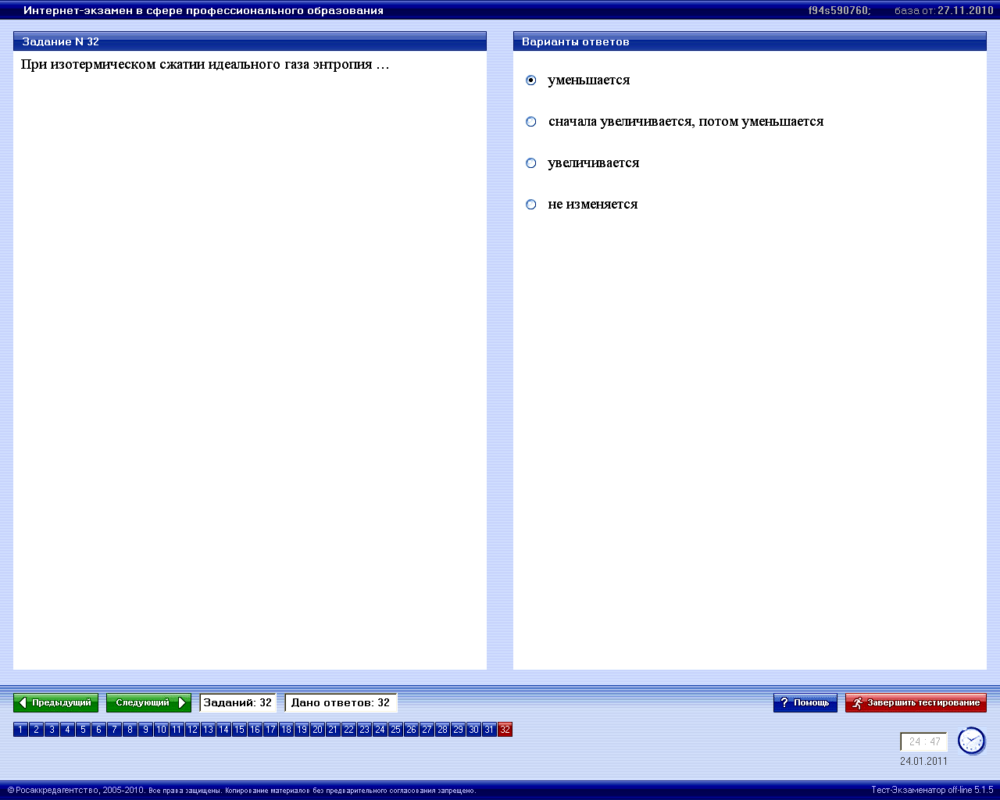 Интернет-экзамен в сфере профессионального образования
f94s590760; база от: 27.11.2010
Задание N 32
При изотермическом сжатии идеального газа энтропия …
Варианты ответов
уменьшается
сначала увеличивается, потом уменьшается
увеличивается
не изменяется
Предыдущий Следующий Заданий: 32 Дано ответов: 32 ? Помощь Завершить тестирование
1 2 3 4 5 6 7 8 9 10 11 12 13 14 15 16 17 18 19 20 21 22 23 24 25 26 27 28 29 30 31 32
24 : 47
24.01.2011
© Росаккредагентство, 2005-2010. Все права защищены. Копирование материалов без предварительного согласования запрещено. Тест-Экзаменатор off-line 5.1.5